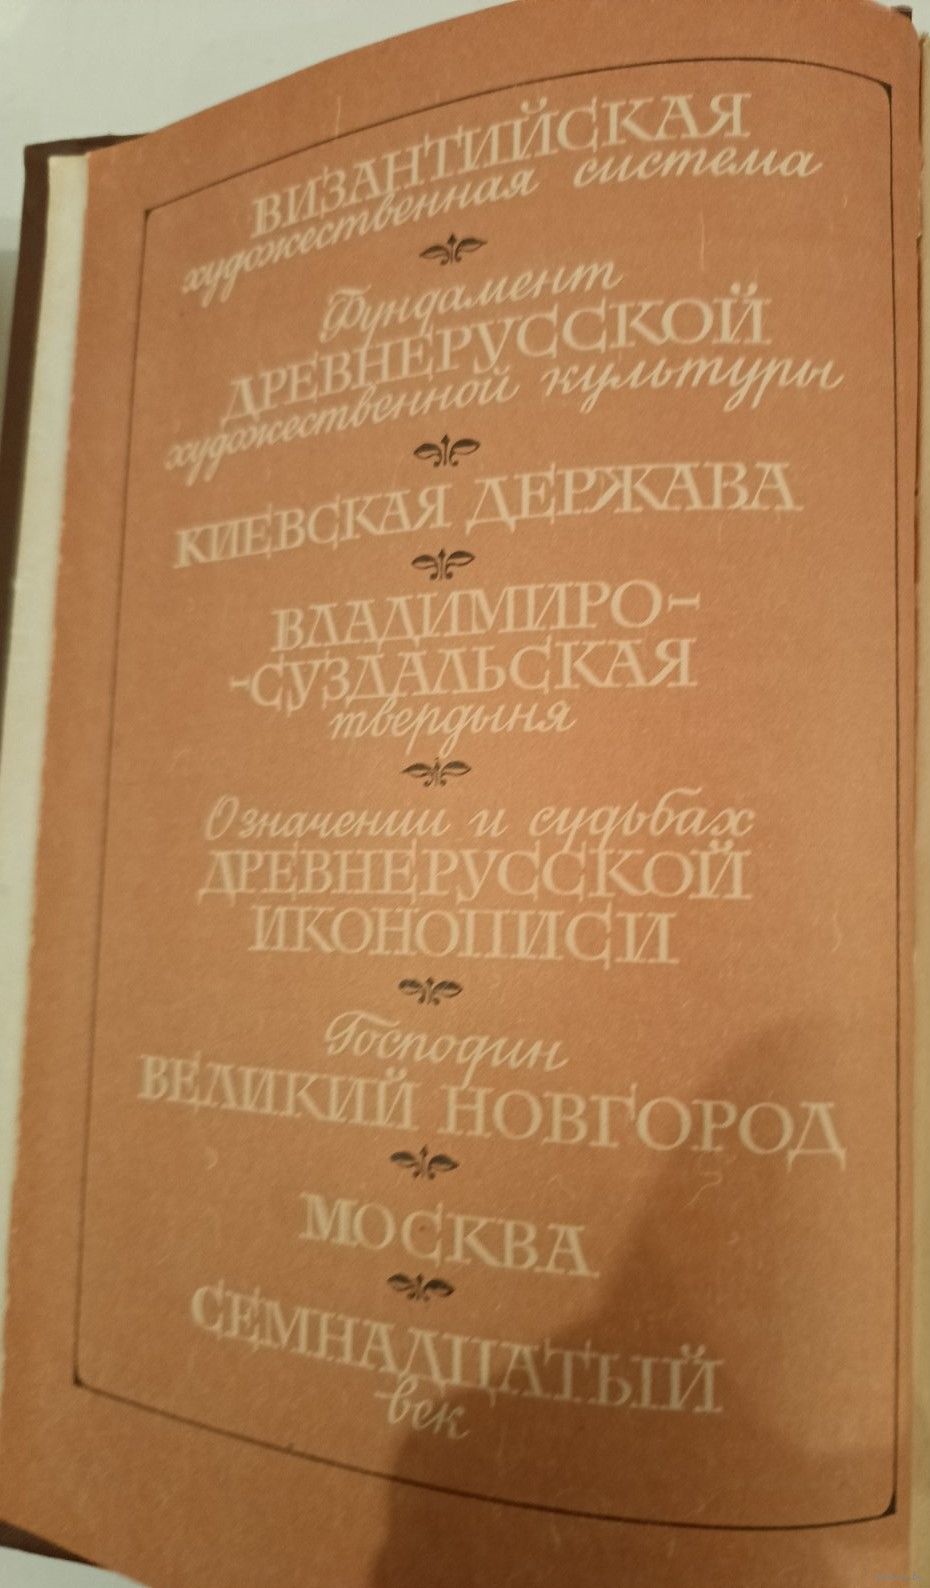 ВИЗАНТИЙСКАЯ
художественная система
Фундамент
ДРЕВНЕРУССКОЙ
художественной культуры
КИЕВСКАЯ ДЕРЖАВА
ВЛАДИМИРО-
-СУЗДАЛЬСКАЯ
твердыня
О значении и судьбах
ДРЕВНЕРУССКОЙ
ИКОНОПИСИ
Господин
ВЕЛИКИЙ НОВГОРОД
МОСКВА
СЕМНАДЦАТЫЙ
век